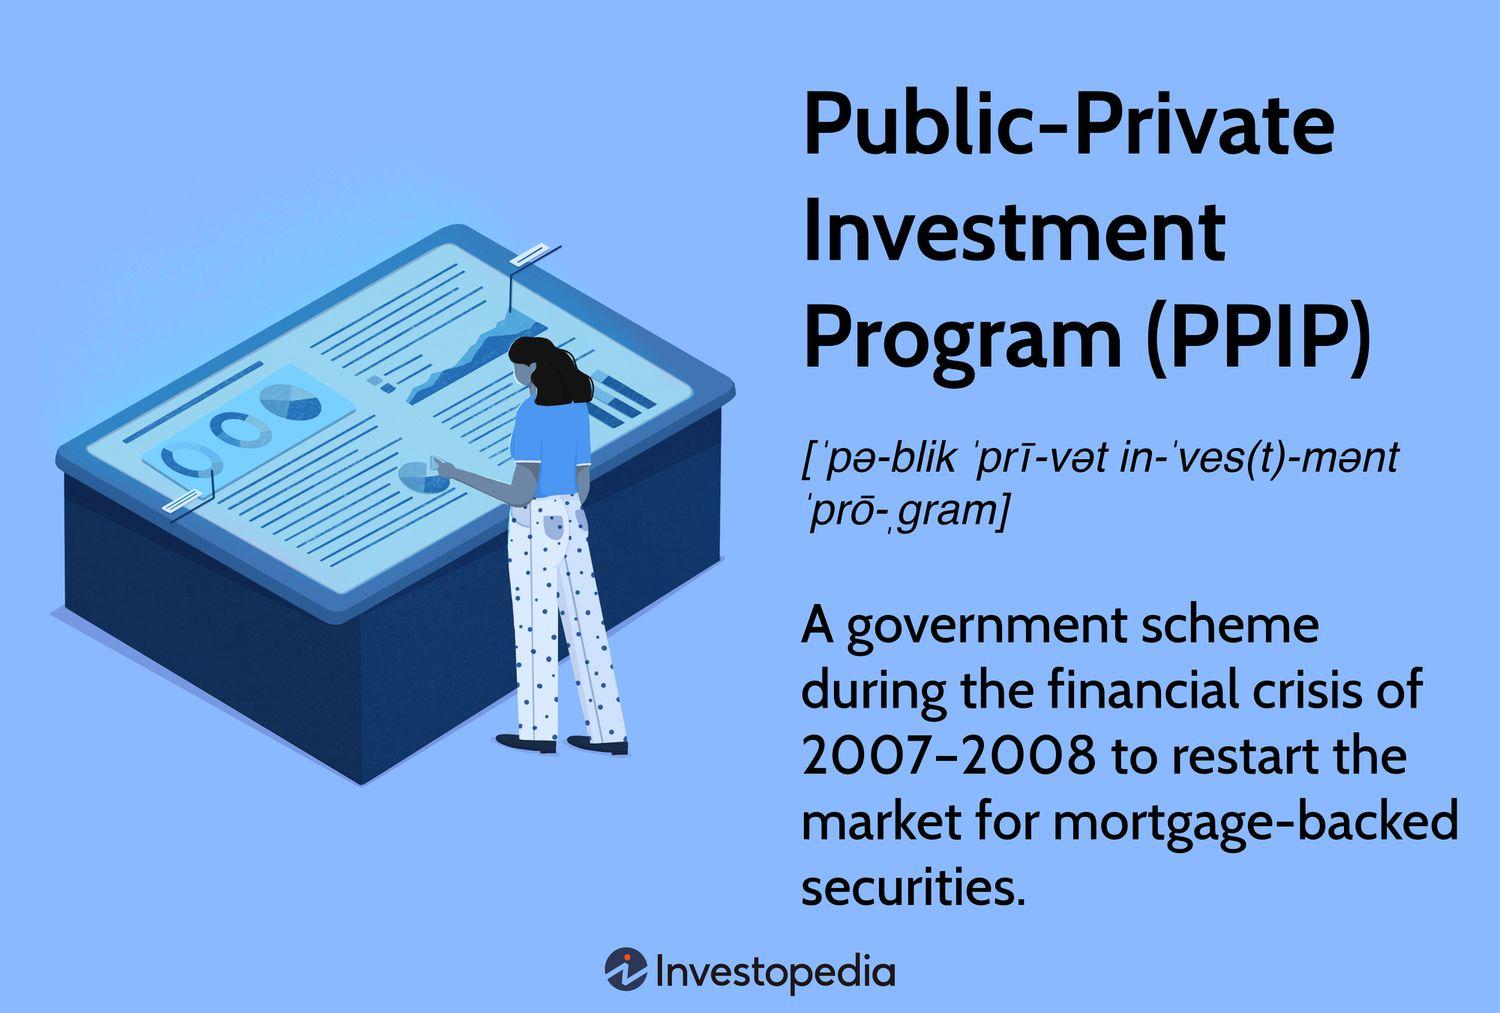 Public-Private
Investment
Program (PPIP)
[ˈpə-blik ˈprī-vət in-ˈves(t)-mənt
ˈprō-ˌgram]
A government scheme
during the financial crisis of
2007–2008 to restart the
market for mortgage-backed
securities.
Investopedia